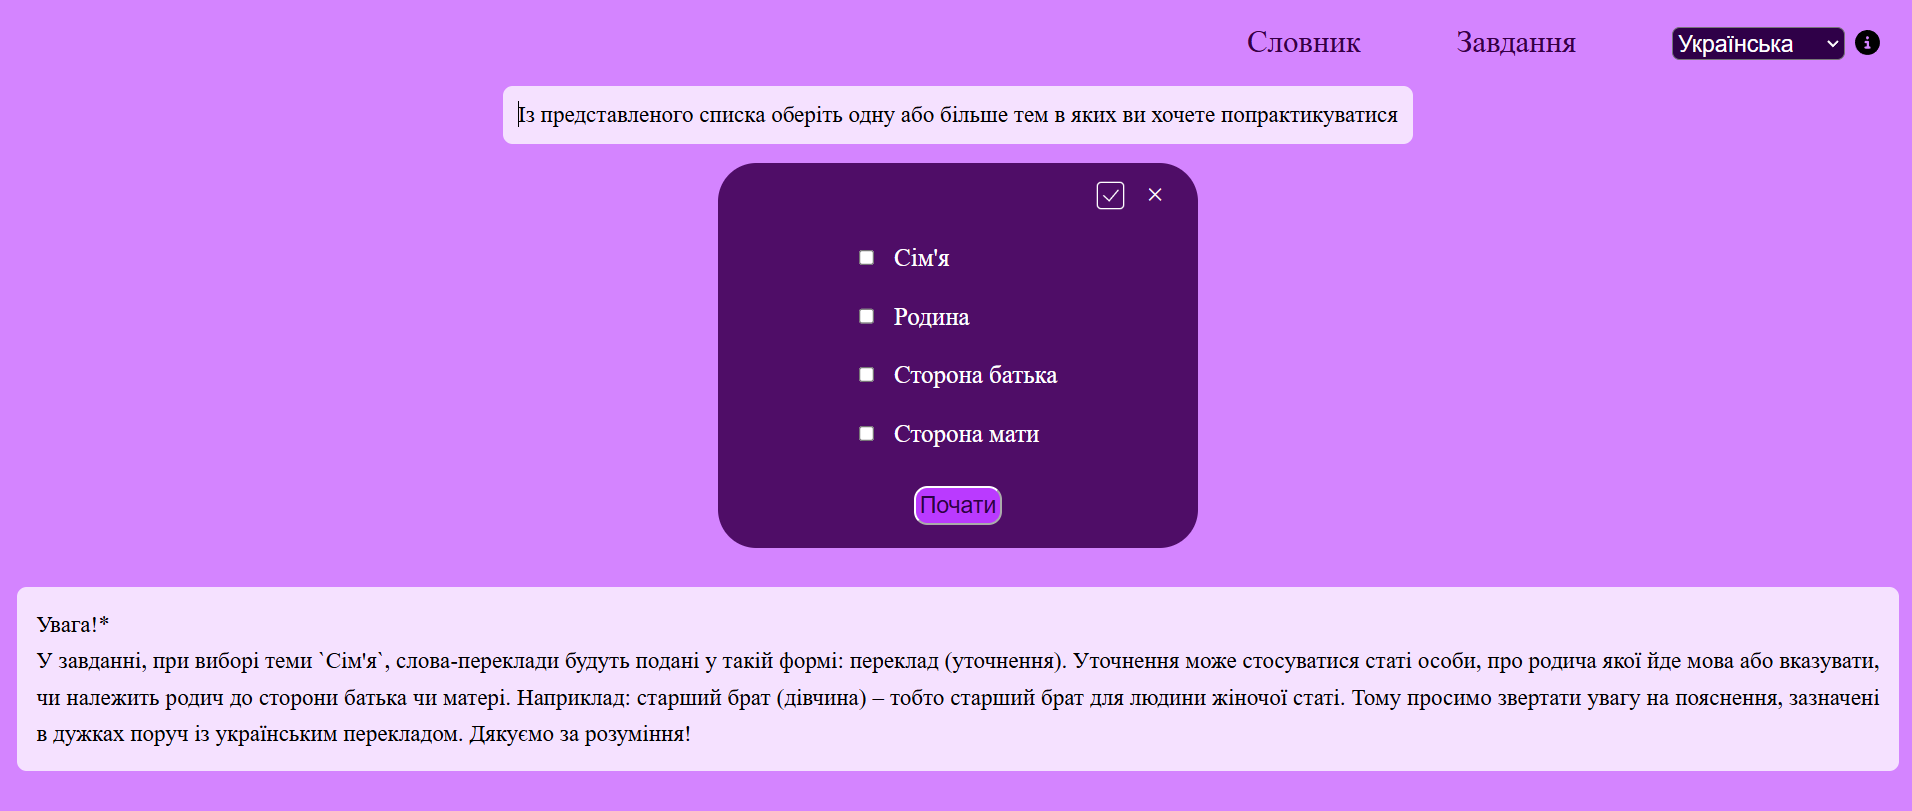 Словник Завдання Українська
Із представленого списка оберіть одну або більше тем в яких ви хочете попрактикуватися
Сім'я
Родина
Сторона батька
Сторона мати
Почати
Увага!*
У завданні, при виборі теми `Сім'я`, слова-переклади будуть подані у такій формі: переклад (уточнення). Уточнення може стосуватися статі особи, про родича якої йде мова або вказувати,
чи належить родич до сторони батька чи матері. Наприклад: старший брат (дівчина) – тобто старший брат для людини жіночої статі. Тому просимо звертати увагу на пояснення, зазначені
в дужках поруч із українським перекладом. Дякуємо за розуміння!